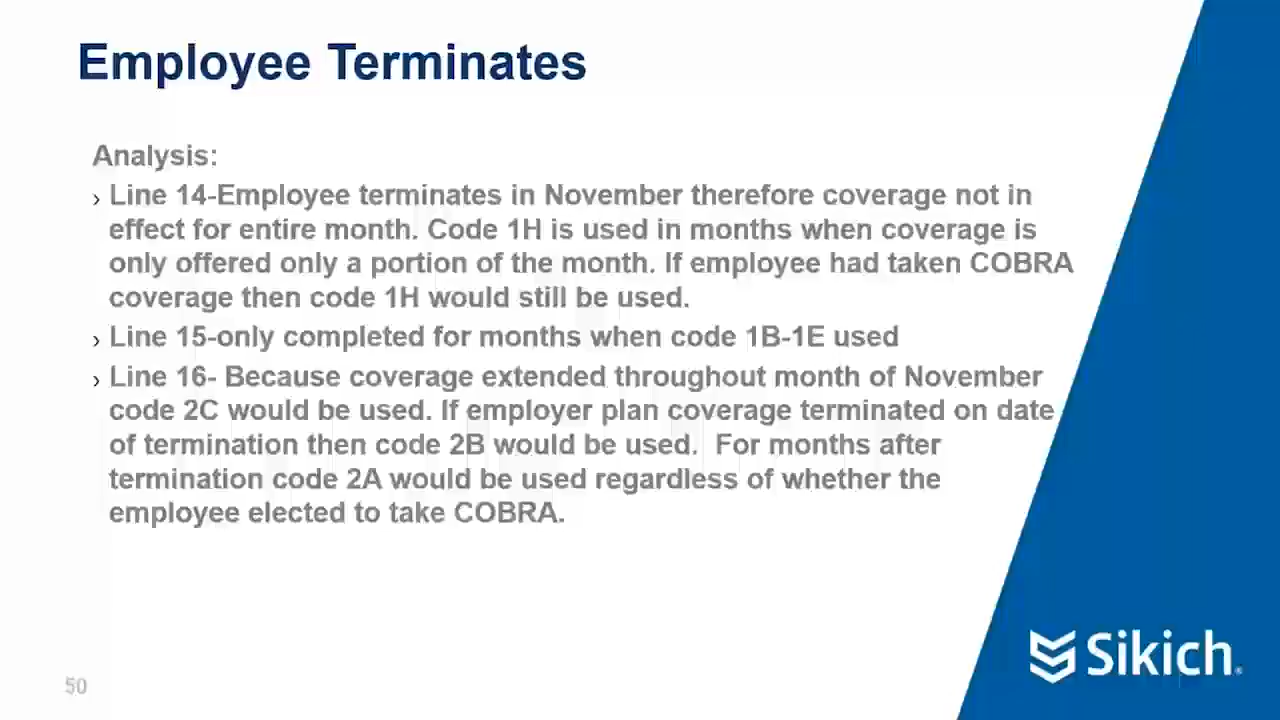 Employee Terminates
Analysis:
› Line 14-Employee terminates in November therefore coverage not in
effect for entire month. Code 1H is used in months when coverage is
only offered only a portion of the month. If employee had taken COBRA
coverage then code 1H would still be used.
› Line 15-only completed for months when code 1B-1E used
› Line 16- Because coverage extended throughout month of November
code 2C would be used. If employer plan coverage terminated on date
of termination then code 2B would be used.  For months after
termination code 2A would be used regardless of whether the
employee elected to take COBRA.
Sikich.
50